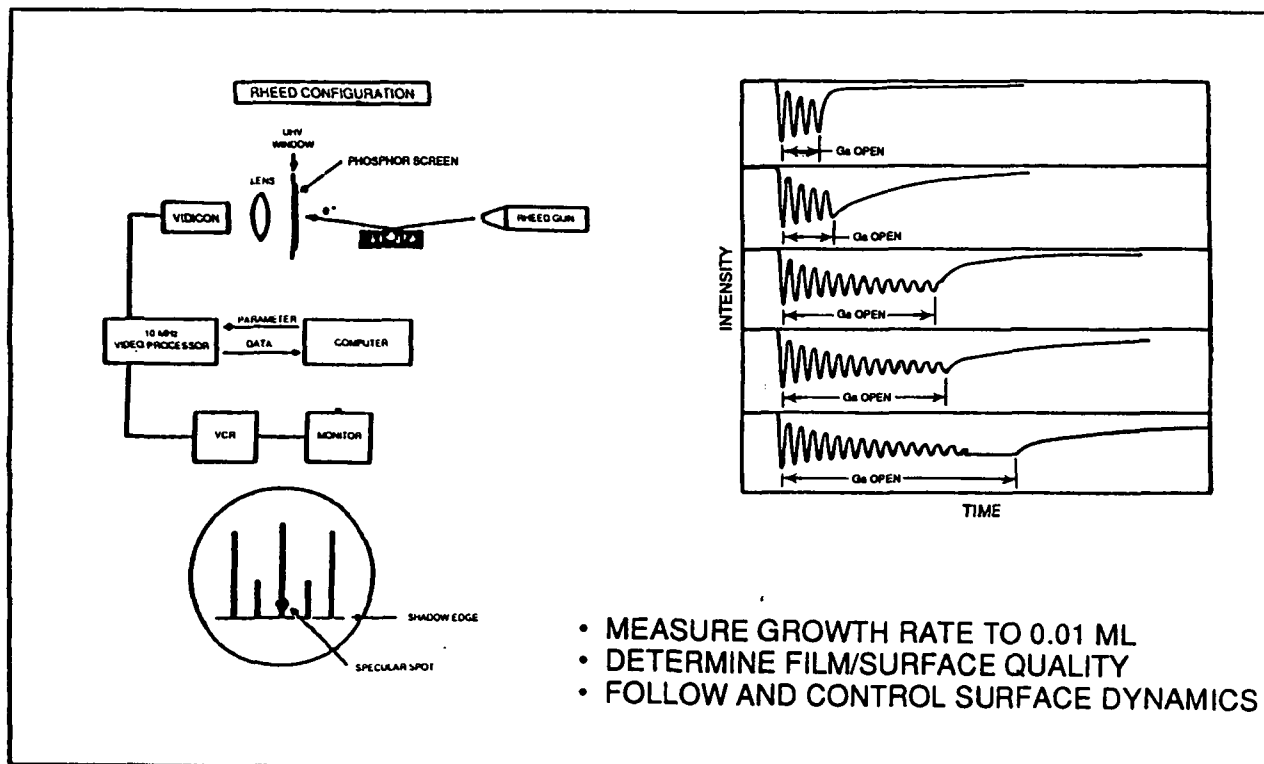 RHEED CONFIGURATION
UHV
WINDOW
PHOSPHOR SCREEN
LENS
VIDICON
RHEED GUN
PARAMETER
10 MHz
VIDEO PROCESSOR
DATA
COMPUTER
VCR
MONITOR
SHADOW EDGE
SPECULAR SPOT
INTENSITY
Ga OPEN
Ga OPEN
Ga OPEN
Ga OPEN
Ga OPEN
TIME
• MEASURE GROWTH RATE TO 0.01 ML
• DETERMINE FILM/SURFACE QUALITY
• FOLLOW AND CONTROL SURFACE DYNAMICS